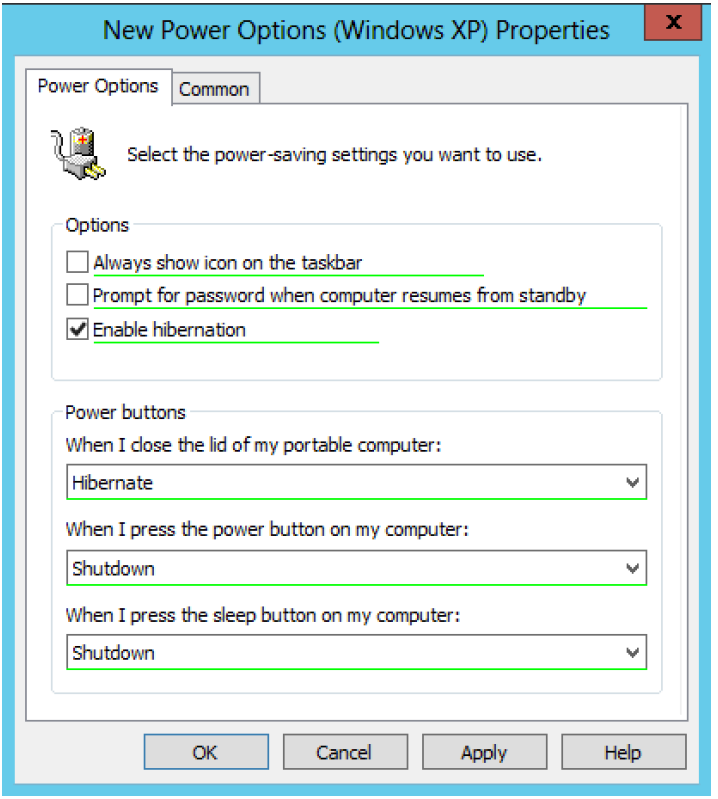 New Power Options (Windows XP) Properties
x
Power Options
Common
Select the power-saving settings you want to use.
Options
Always show icon on the taskbar
Prompt for password when computer resumes from standby
Enable hibernation
Power buttons
When I close the lid of my portable computer:
Hibernate
When I press the power button on my computer:
Shutdown
When I press the sleep button on my computer:
Shutdown
OK
Cancel
Apply
Help